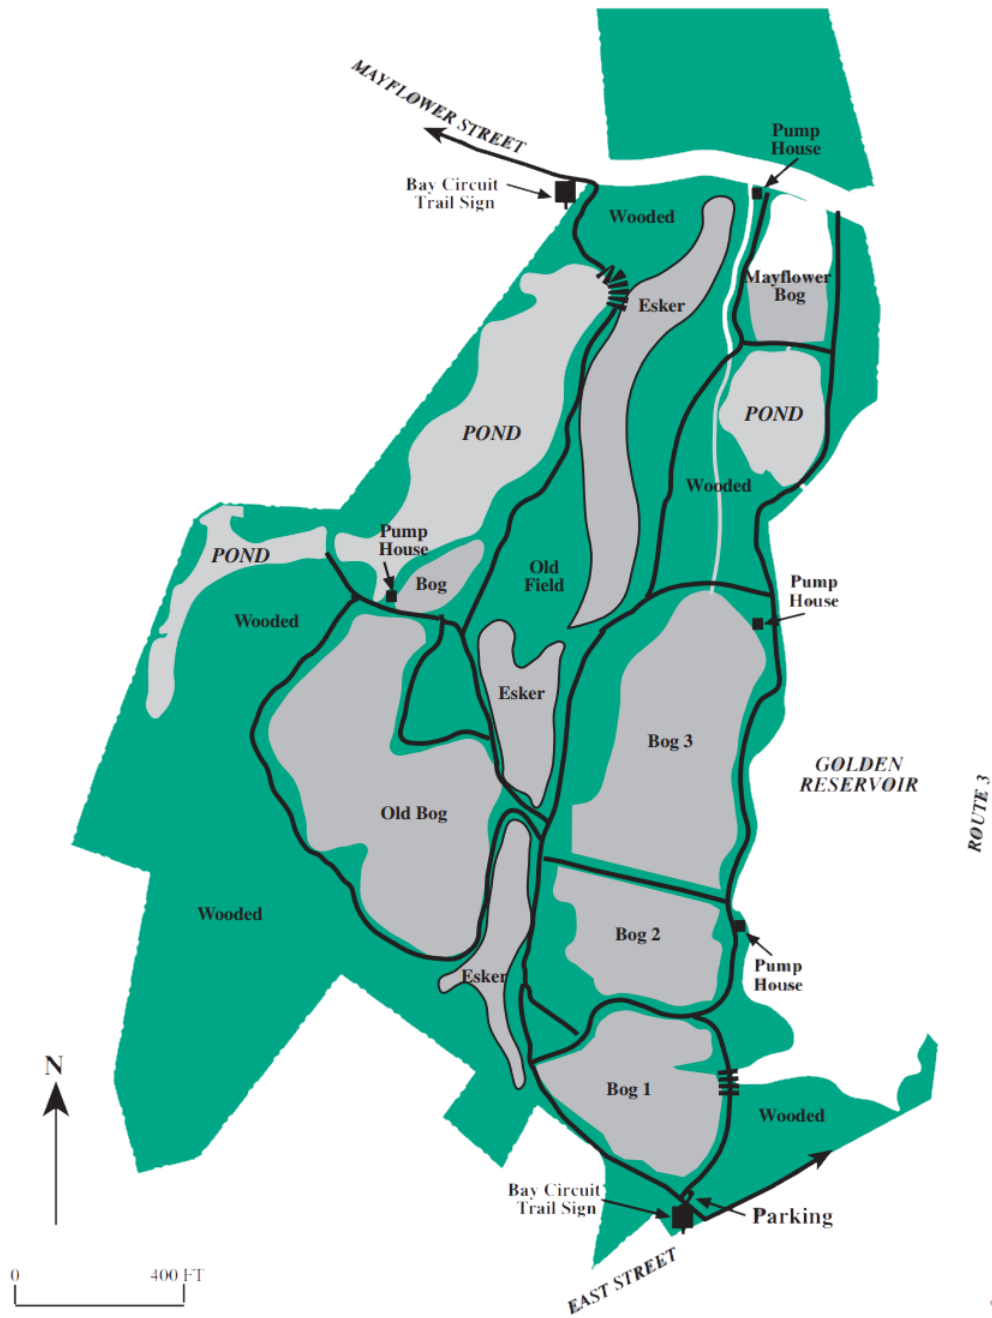 MAYFLOWER STREET
Pump
House
Bay Circuit
Trail Sign
Wooded
Mayflower
Bog
Esker
POND
POND
Wooded
Pump
House
POND
Old
Field
Bog
Pump
House
Wooded
Esker
Bog 3
GOLDEN
RESERVOIR
ROUTE 3
Old Bog
Wooded
Bog 2
Esker
Pump
House
N
Bog 1
Wooded
Bay Circuit
Trail Sign
Parking
EAST STREET
0
400 FT